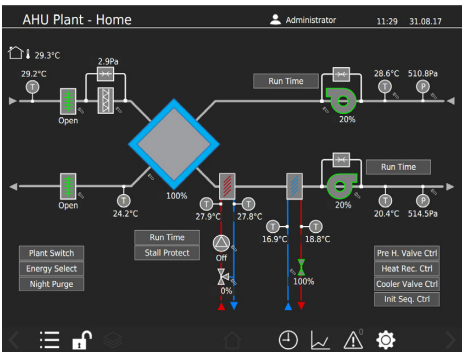 AHU Plant - Home
Administrator
11:29 31.08.17
29.3°C
29.2°C
2.9Pa
28.6°C 510.8Pa
T
T
P
Run Time
Open
20%
Run Time
Open
100%
20%
24.2°C
T
27.9°C 27.8°C
T
T
20.4°C 514.5Pa
T
P
16.9°C 18.8°C
T
T
Run Time
Stall Protect
Off
0%
100%
Plant Switch
Energy Select
Night Purge
Pre H. Valve Ctrl
Heat Rec. Ctrl
Cooler Valve Ctrl
Init Seq. Ctrl
0